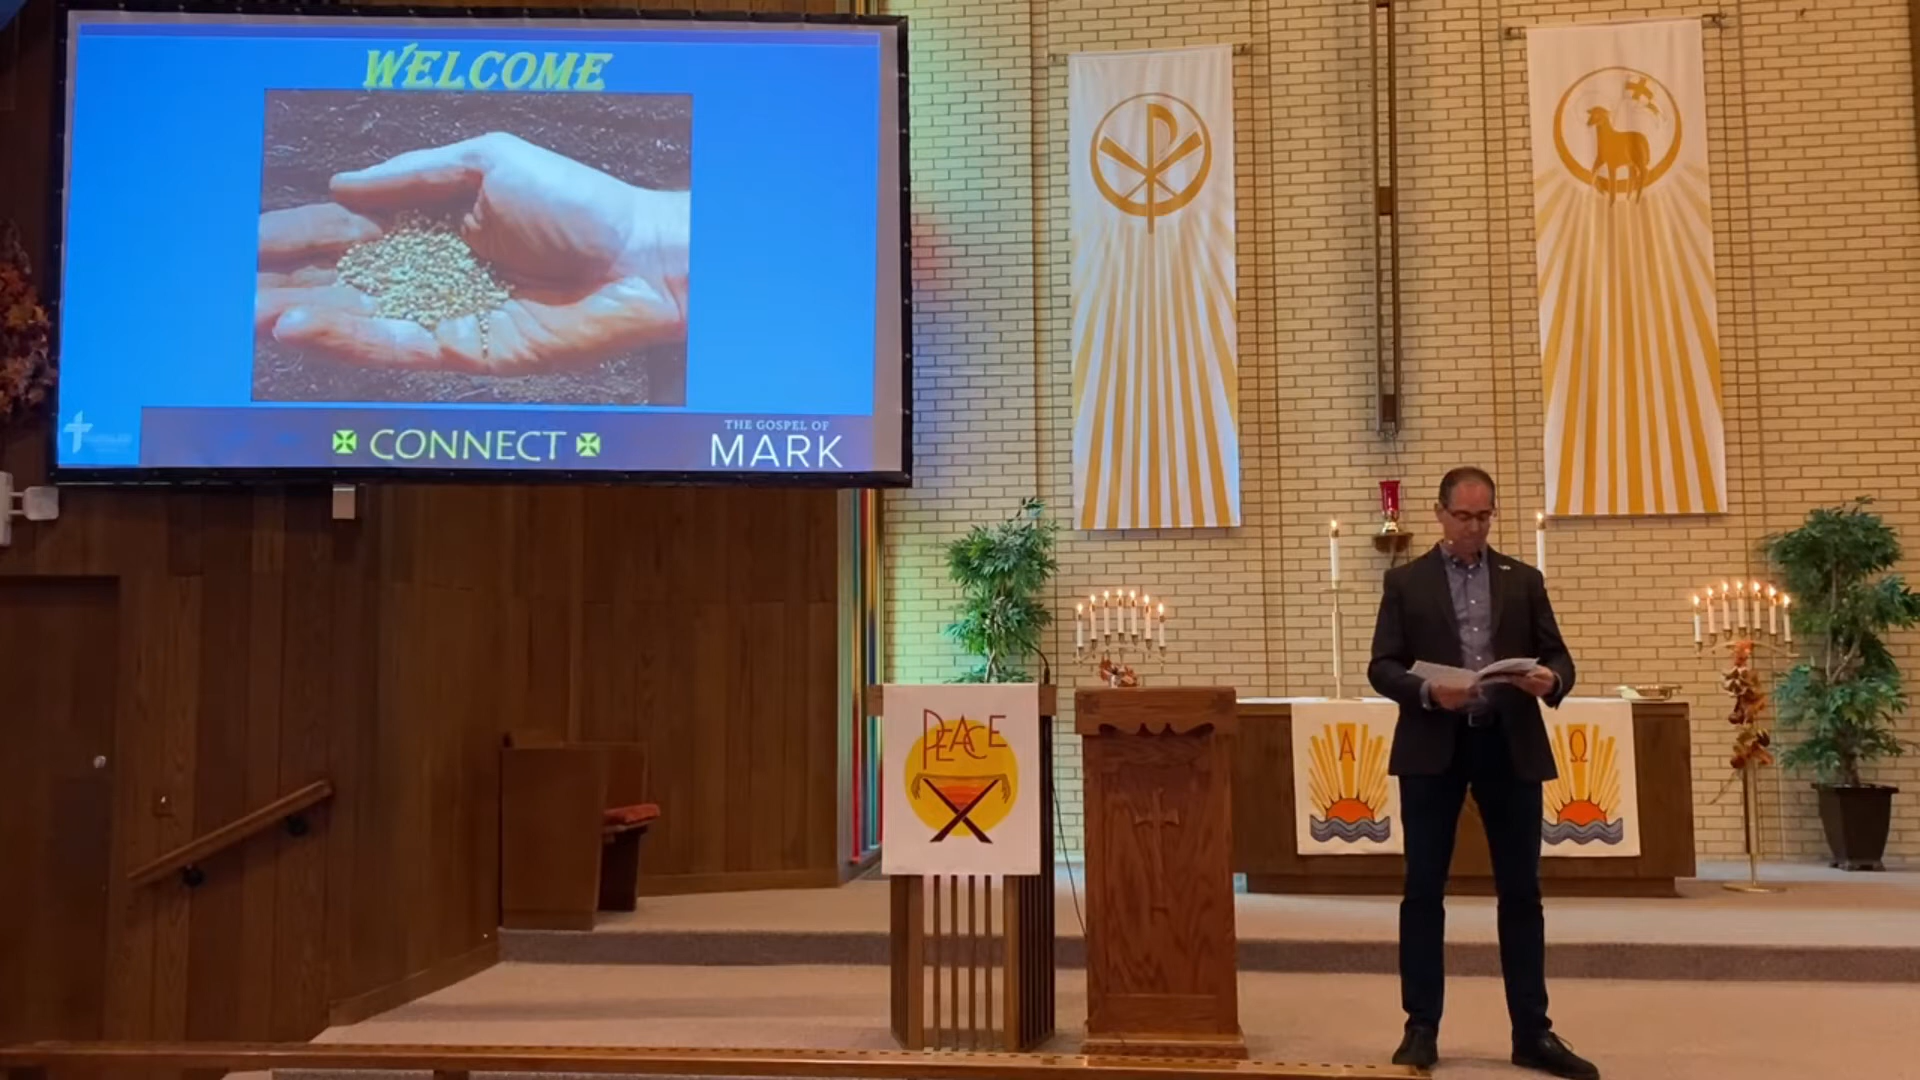 WELCOME
CONNECT
THE GOSPEL OF
MARK
PEACE
Α
Ω